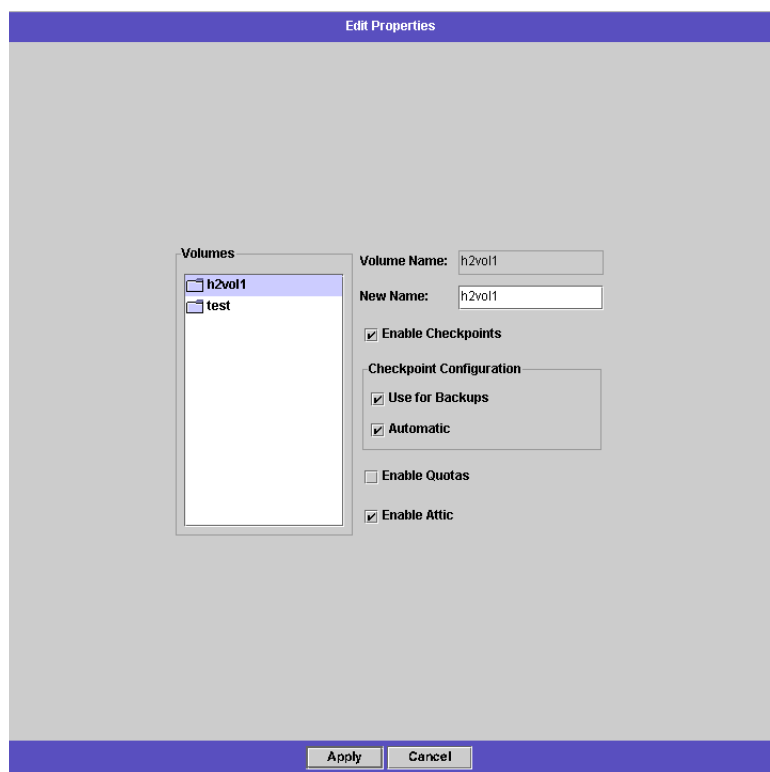 Edit Properties
Volumes
h2vol1
test
Volume Name: h2vol1
New Name: h2vol1
Enable Checkpoints
Checkpoint Configuration
Use for Backups
Automatic
Enable Quotas
Enable Attic
Apply Cancel